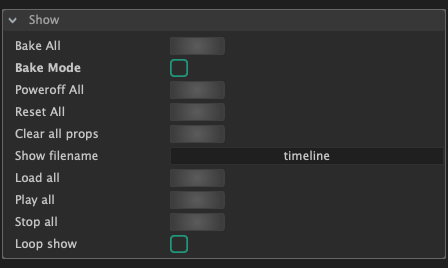 Show
Bake All
Bake Mode
Poweroff All
Reset All
Clear all props
Show filename timeline
Load all
Play all
Stop all
Loop show